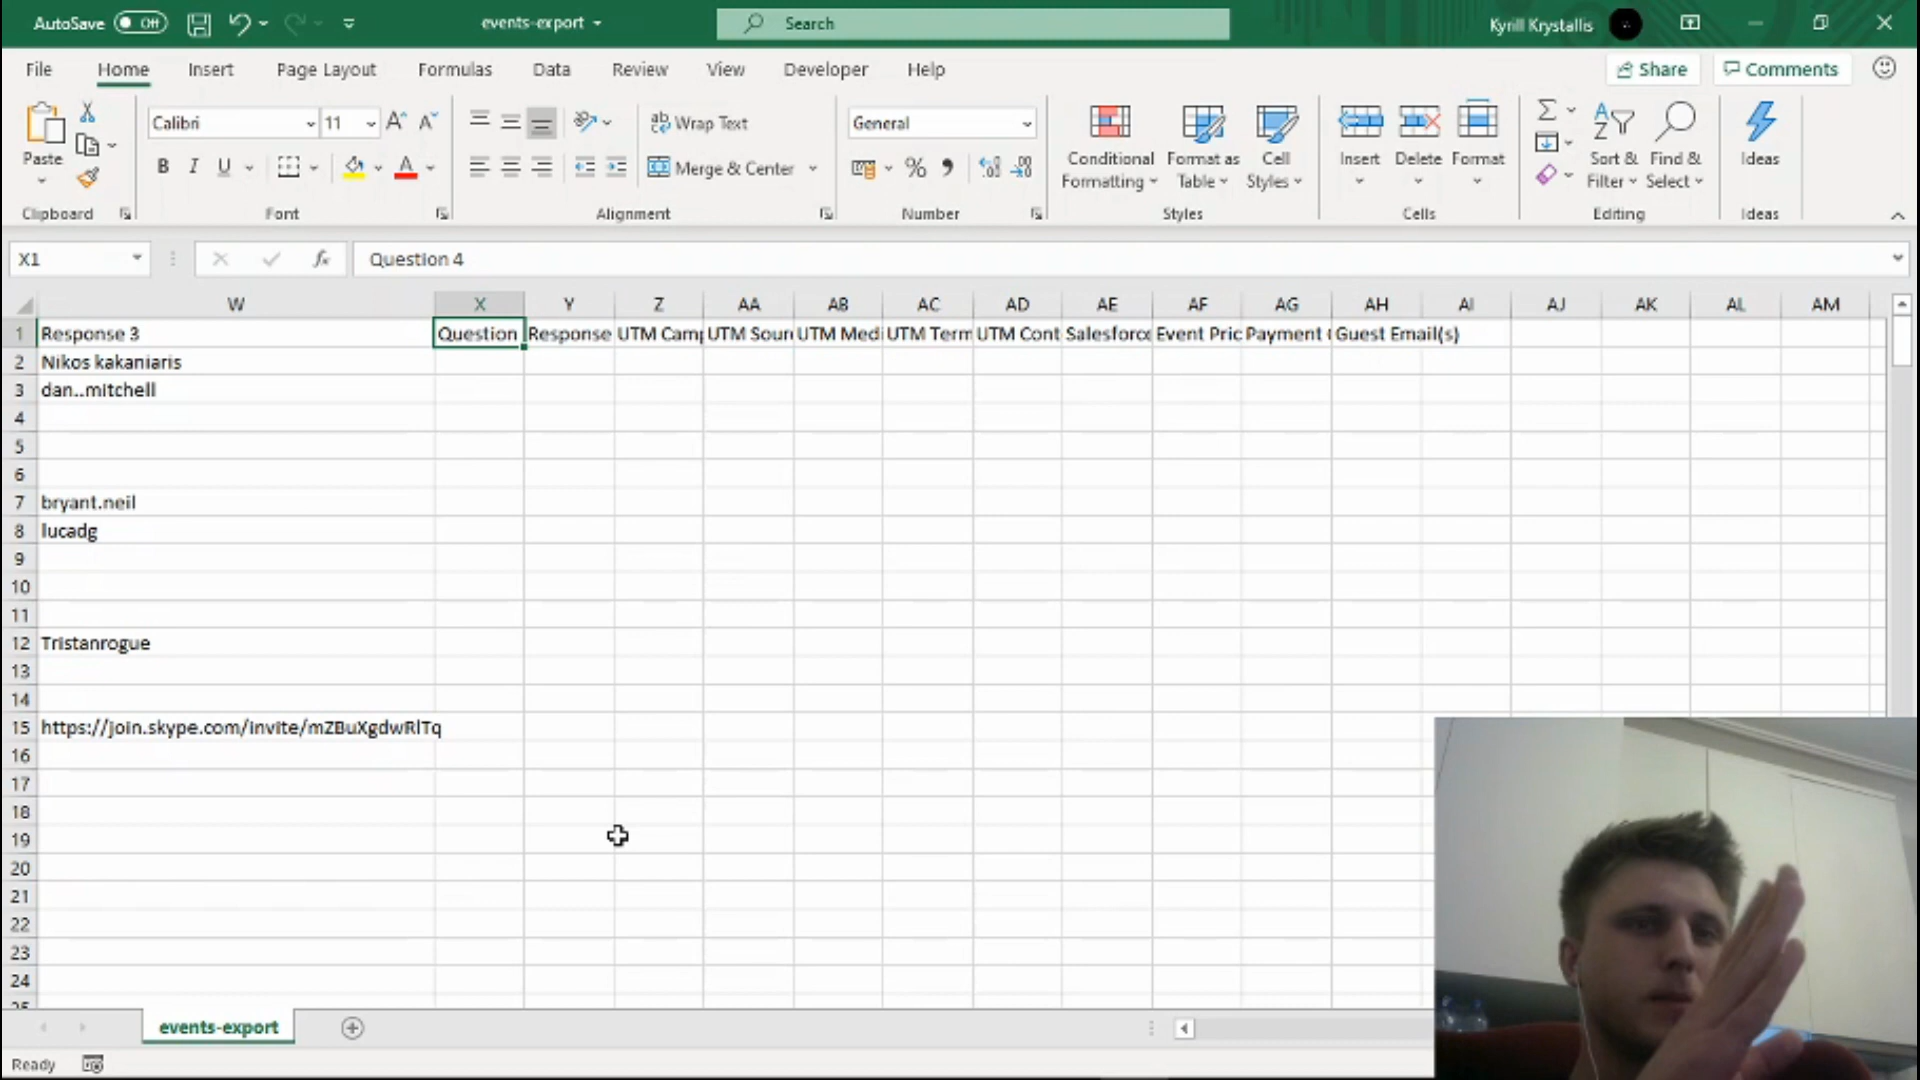 AutoSave Off events-export Search Kyrill Krystallis
File Home Insert Page Layout Formulas Data Review View Developer Help Share Comments
Paste Calibri 11 Wrap Text General Conditional Formatting Format as Table Cell Styles Insert Delete Format Sort & Filter Find & Select Ideas
B I U Merge & Center
Clipboard Font Alignment Number Styles Cells Editing Ideas
X1 fx Question 4
W X Y Z AA AB AC AD AE AF AG AH AI AJ AK AL AM
1 Response 3 Question Response UTM Camp UTM Sour UTM Medi UTM Term UTM Cont Salesforce Event Pric Payment Guest Email(s)
2 Nikos kakaniaris
3 dan..mitchell
4
5
6
7 bryant.neil
8 lucadg
9
10
11
12 Tristanrogue
13
14
15 https://join.skype.com/invite/mZBuXgdwRlTq
16
17
18
19
20
21
22
23
24
25
events-export
Ready